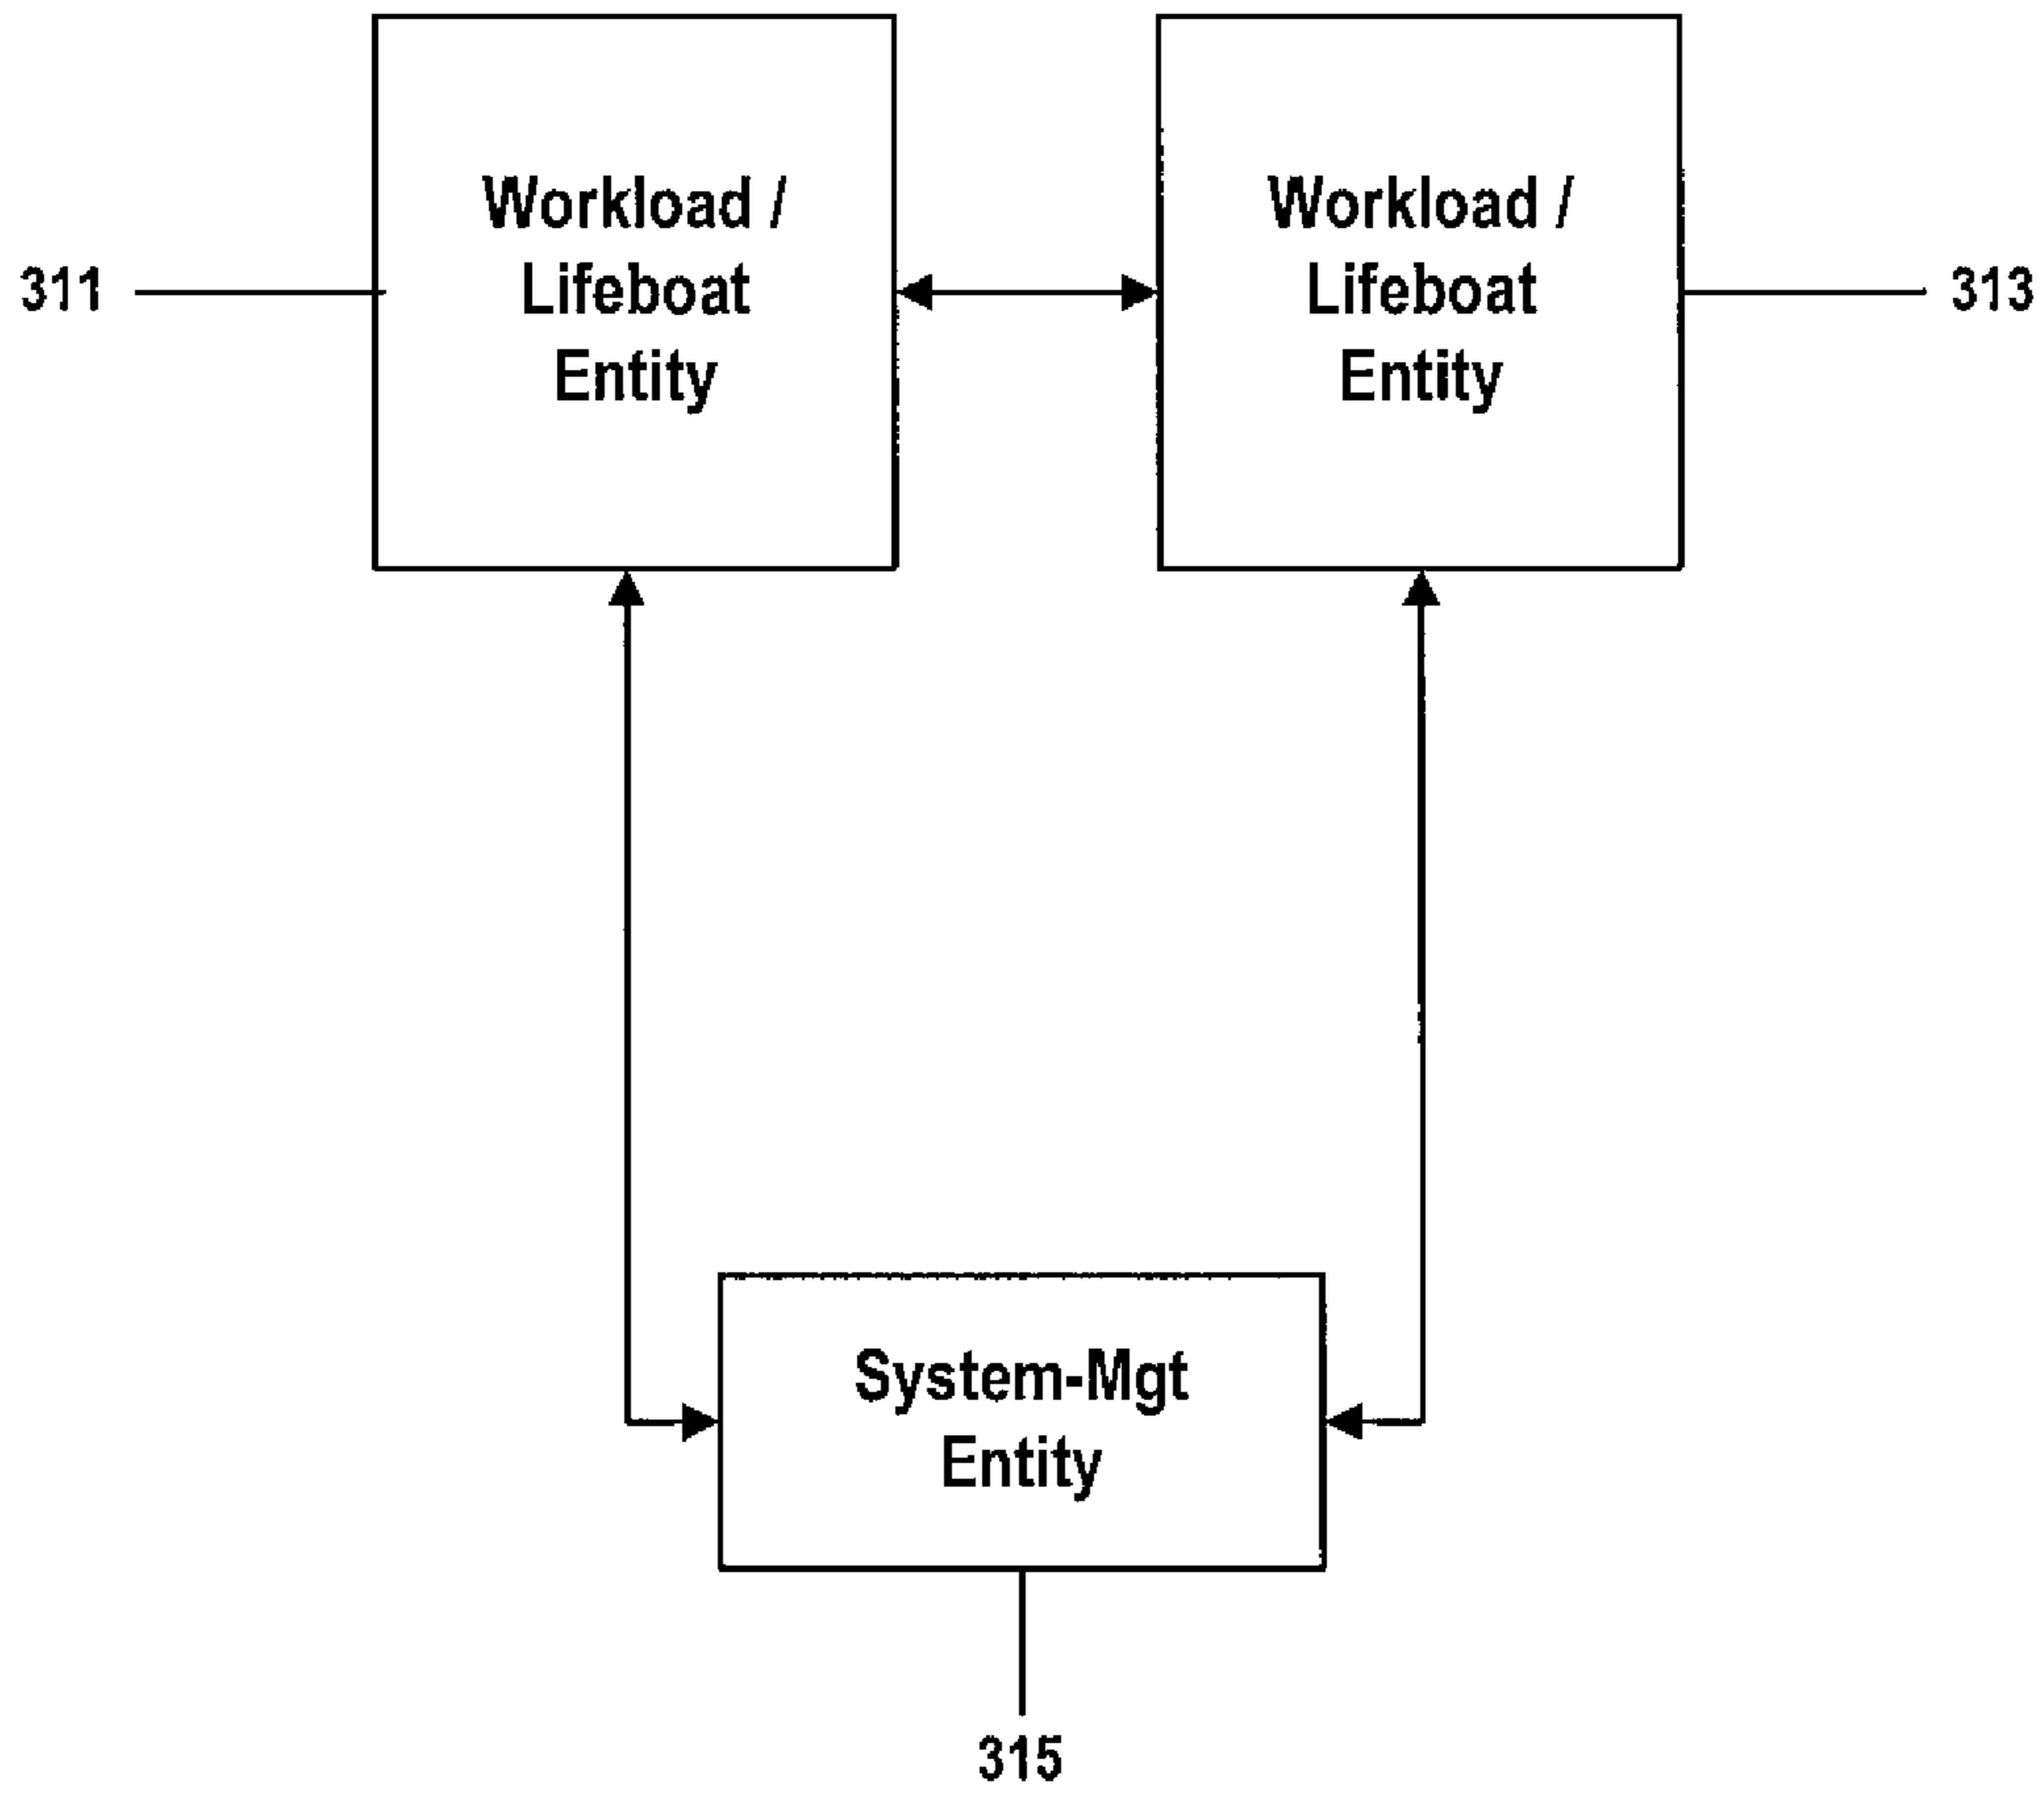 Workload /
Lifeboat
Entity
Workload /
Lifeboat
Entity
311
313
System-Mgt
Entity
315